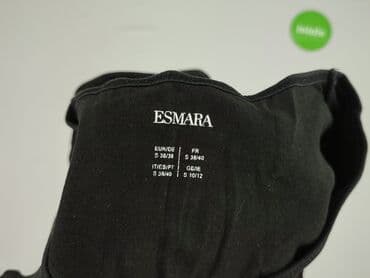 ESMARA
EUR/DE
S 36/38
FR
S 38/40
IT/ES/PT
S 38/40
GB/IE
S 10/12